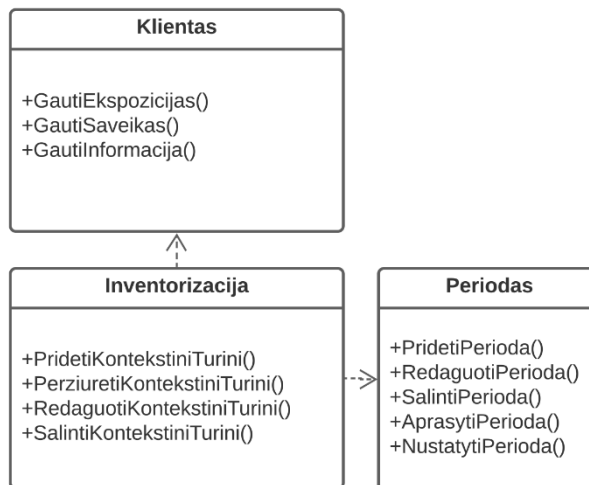 Klientas
+GautiEkspozicijas()
+GautiSaveikas()
+GautiInformacija()
Inventorizacija
+PridetiKontekstiniTurini()
+PerziuretiKontekstiniTurini()
+RedaguotiKontekstiniTurini()
+SalintiKontekstiniTurini()
Periodas
+PridetiPerioda()
+RedaguotiPerioda()
+SalintiPerioda()
+AprasytiPerioda()
+NustatytiPerioda()